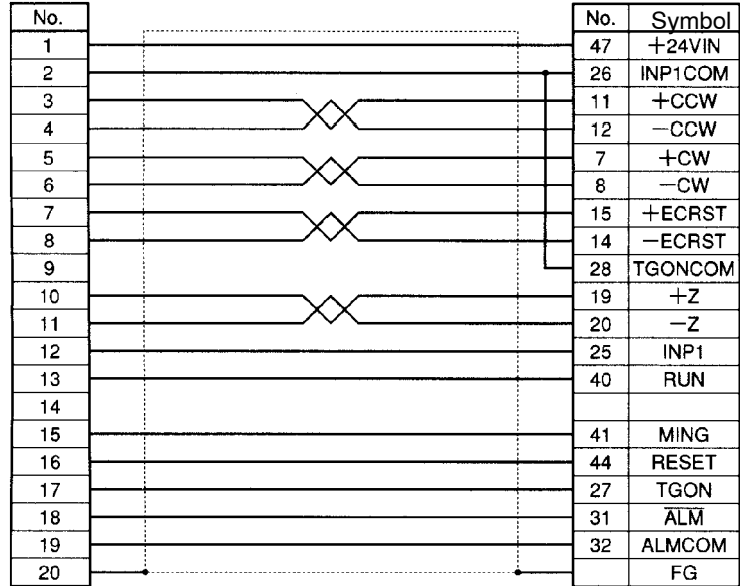 No. No. Symbol
1 47 +24VIN
2 26 INP1COM
3 11 +CCW
4 12 −CCW
5 7 +CW
6 8 −CW
7 15 +ECRST
8 14 −ECRST
9 28 TGONCOM
10 19 +Z
11 20 −Z
12 25 INP1
13 40 RUN
14
15 41 MING
16 44 RESET
17 27 TGON
18 31 A̅L̅M̅
19 32 ALMCOM
20 FG